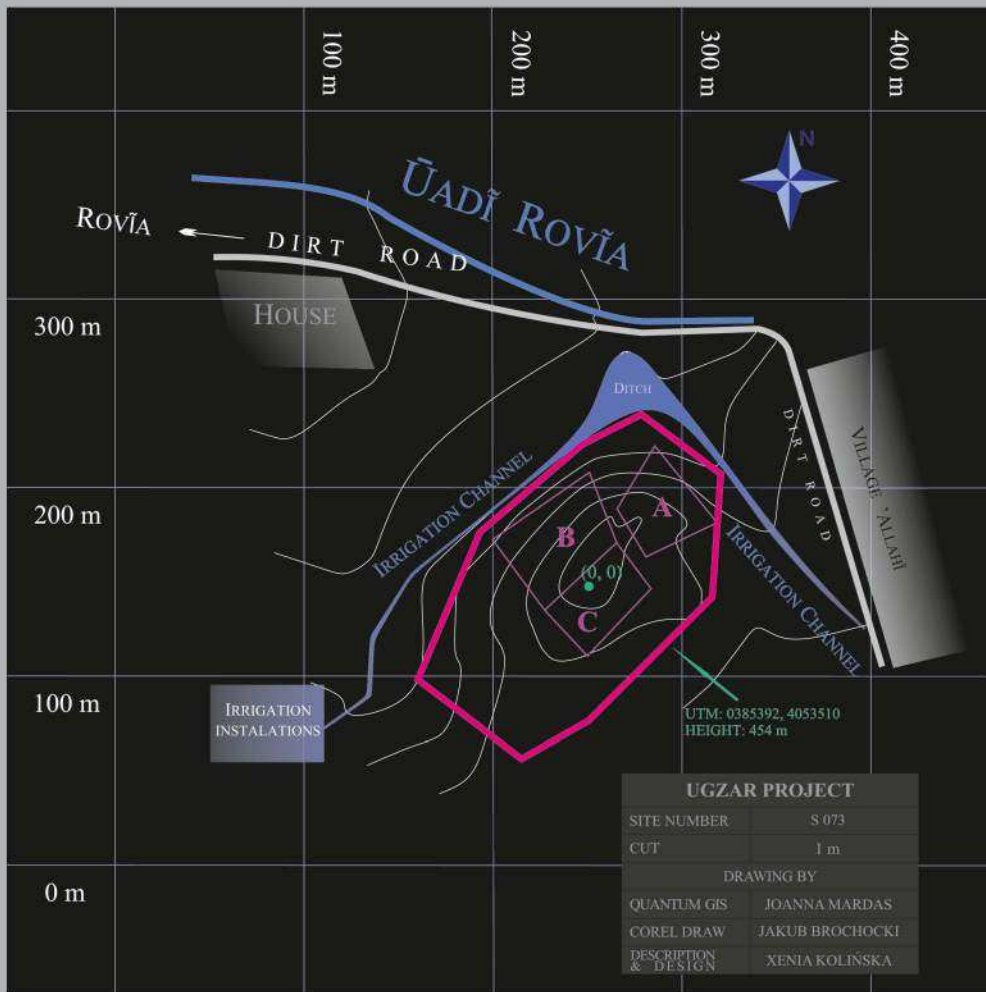 100 m
200 m
300 m
400 m
N
ŪADĨ ROVĨA
ROVĨA
DIRT ROAD
HOUSE
300 m
DITCH
DIRT ROAD
VILLAGE 'ALLAHĨ
IRRIGATION CHANNEL
200 m
A
B
IRRIGATION CHANNEL
(0, 0)
C
100 m
IRRIGATION
INSTALATIONS
UTM: 0385392, 4053510
HEIGHT: 454 m
UGZAR PROJECT
SITE NUMBER S 073
CUT 1 m
0 m
DRAWING BY
QUANTUM GIS JOANNA MARDAS
COREL DRAW JAKUB BROCHOCKI
DESCRIPTION
& DESIGN XENIA KOLIŃSKA